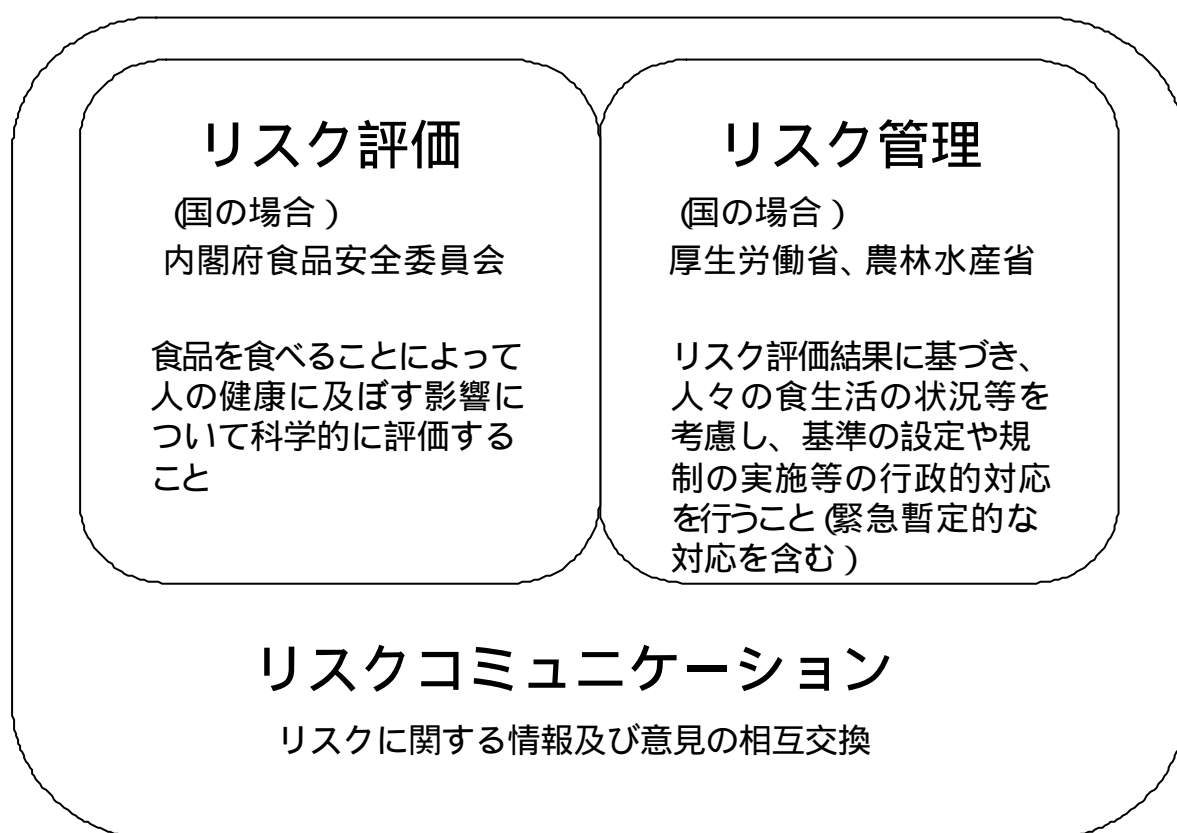 リスク評価
(国の場合)
内閣府食品安全委員会
食品を食べることによって
人の健康に及ぼす影響に
ついて科学的に評価する
こと
リスク管理
(国の場合)
厚生労働省、農林水産省
リスク評価結果に基づき、
人々の食生活の状況等を
考慮し、基準の設定や規
制の実施等の行政的対応
を行うこと(緊急暫定的な
対応を含む)
リスクコミュニケーション
リスクに関する情報及び意見の相互交換